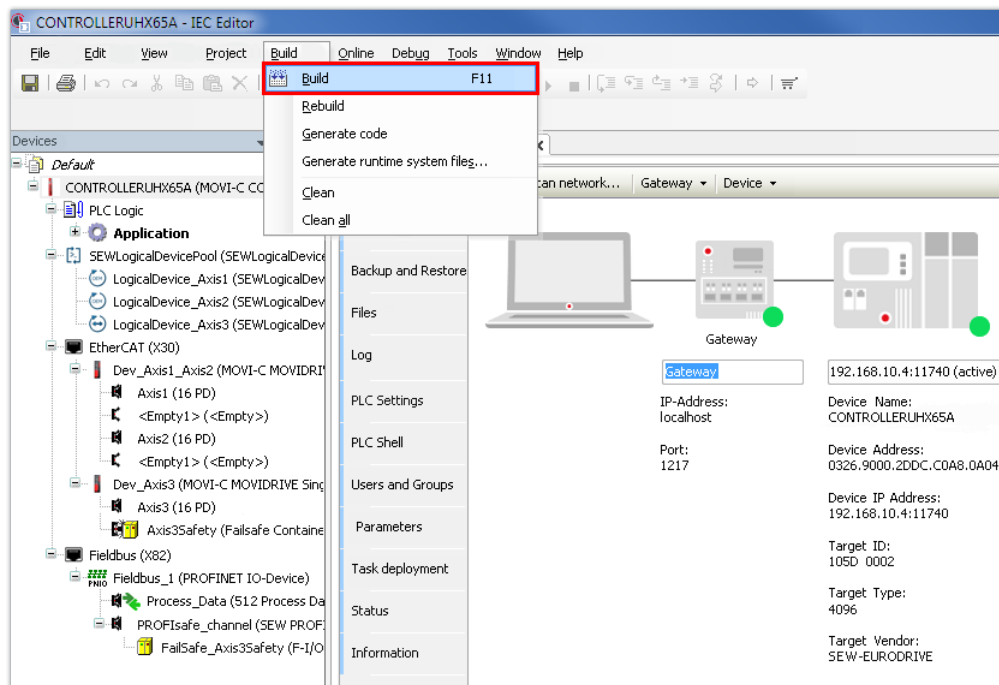 CONTROLLERUHX65A - IEC Editor
File Edit View Project Build Online Debug Tools Window Help
Build F11
Rebuild
Generate code
Generate runtime system files...
Clean
Clean all
Devices
Default
CONTROLLERUHX65A (MOVI-C CC
PLC Logic
Application
SEWLogicalDevicePool (SEWLogicalDevice
LogicalDevice_Axis1 (SEWLogicalDev
LogicalDevice_Axis2 (SEWLogicalDev
LogicalDevice_Axis3 (SEWLogicalDev
EtherCAT (X30)
Dev_Axis1_Axis2 (MOVI-C MOVIDRI
Axis1 (16 PD)
<Empty1> (<Empty>)
Axis2 (16 PD)
<Empty1> (<Empty>)
Dev_Axis3 (MOVI-C MOVIDRIVE Sing
Axis3 (16 PD)
Axis3Safety (Failsafe Containe
Fieldbus (X82)
PNIO
Fieldbus_1 (PROFINET IO-Device)
Process_Data (512 Process Da
PROFIsafe_channel (SEW PROF
FailSafe_Axis3Safety (F-I/O
can network... Gateway Device
Backup and Restore
Files
Log
PLC Settings
PLC Shell
Users and Groups
Parameters
Task deployment
Status
Information
Gateway
Gateway
IP-Address:
localhost
Port:
1217
192.168.10.4:11740 (active)
Device Name:
CONTROLLERUHX65A
Device Address:
0326.9000.2DDC.C0A8.0A04
Device IP Address:
192.168.10.4:11740
Target ID:
105D 0002
Target Type:
4096
Target Vendor:
SEW-EURODRIVE